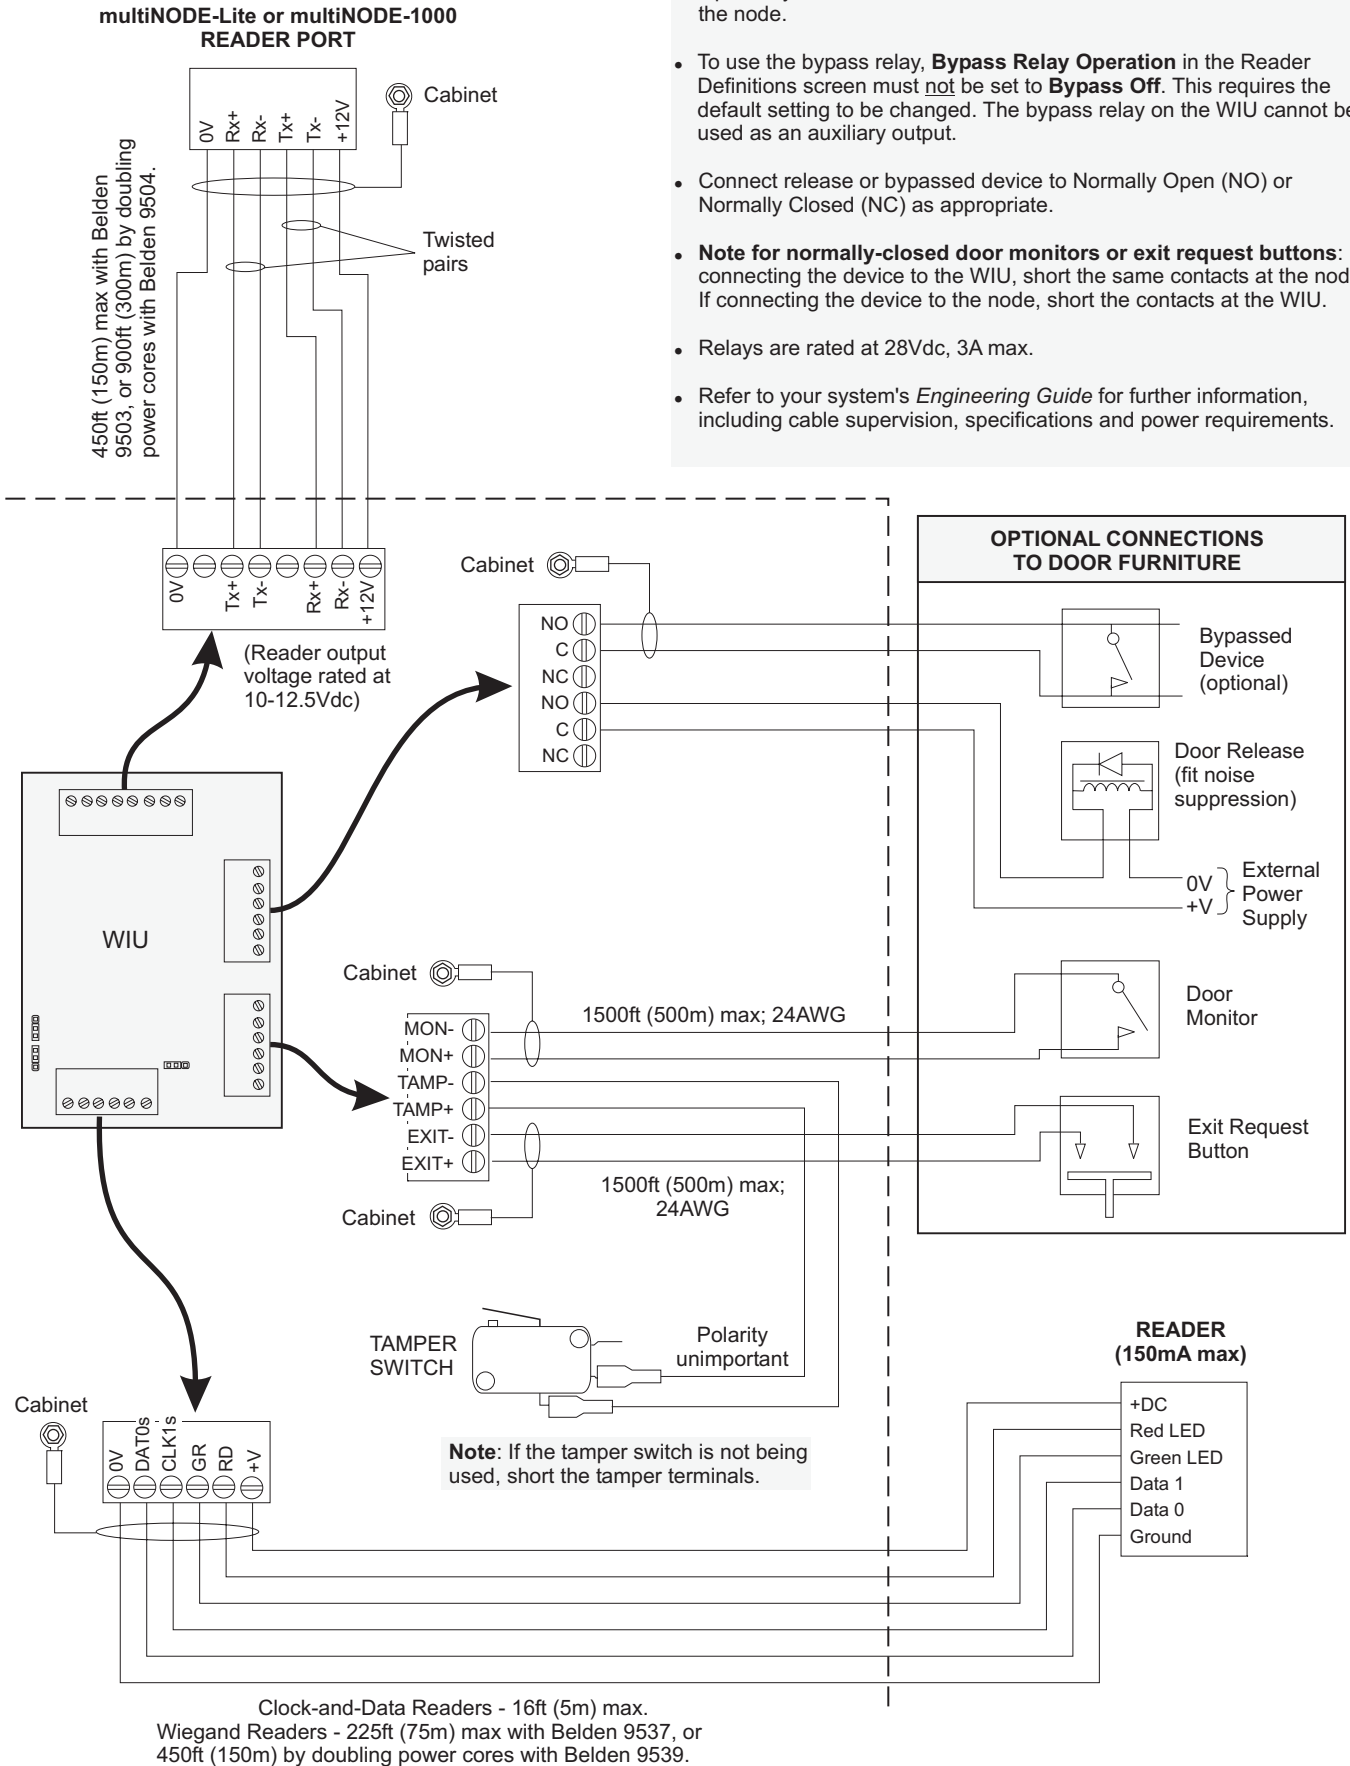 multiNODE-Lite or multiNODE-1000
READER PORT
0V
Rx+
Rx-
Tx+
Tx-
+12V
Cabinet
450ft (150m) max with Belden
9503, or 900ft (300m) by doubling
power cores with Belden 9504.
Twisted
pairs
the node.
• To use the bypass relay, Bypass Relay Operation in the Reader
Definitions screen must not be set to Bypass Off. This requires the
default setting to be changed. The bypass relay on the WIU cannot
used as an auxiliary output.
• Connect release or bypassed device to Normally Open (NO) or
Normally Closed (NC) as appropriate.
• Note for normally-closed door monitors or exit request buttons:
connecting the device to the WIU, short the same contacts at the
If connecting the device to the node, short the contacts at the WIU.
• Relays are rated at 28Vdc, 3A max.
• Refer to your system's Engineering Guide for further information,
including cable supervision, specifications and power requirements.
0V
Tx+
Tx-
Rx+
Rx-
+12V
(Reader output
voltage rated at
10-12.5Vdc)
Cabinet
NO
C
NC
NO
C
NC
OPTIONAL CONNECTIONS
TO DOOR FURNITURE
Bypassed
Device
(optional)
Door Release
(fit noise
suppression)
0V
+V
External
Power
Supply
WIU
Cabinet
MON-
MON+
TAMP-
TAMP+
EXIT-
EXIT+
1500ft (500m) max; 24AWG
Door
Monitor
Exit Request
Button
1500ft (500m) max;
24AWG
Cabinet
TAMPER
SWITCH
Polarity
unimportant
Note: If the tamper switch is not being
used, short the tamper terminals.
READER
(150mA max)
+DC
Red LED
Green LED
Data 1
Data 0
Ground
Cabinet
0V
DAT0s
CLK1s
GR
RD
+V
Clock-and-Data Readers - 16ft (5m) max.
Wiegand Readers - 225ft (75m) max with Belden 9537, or
450ft (150m) by doubling power cores with Belden 9539.